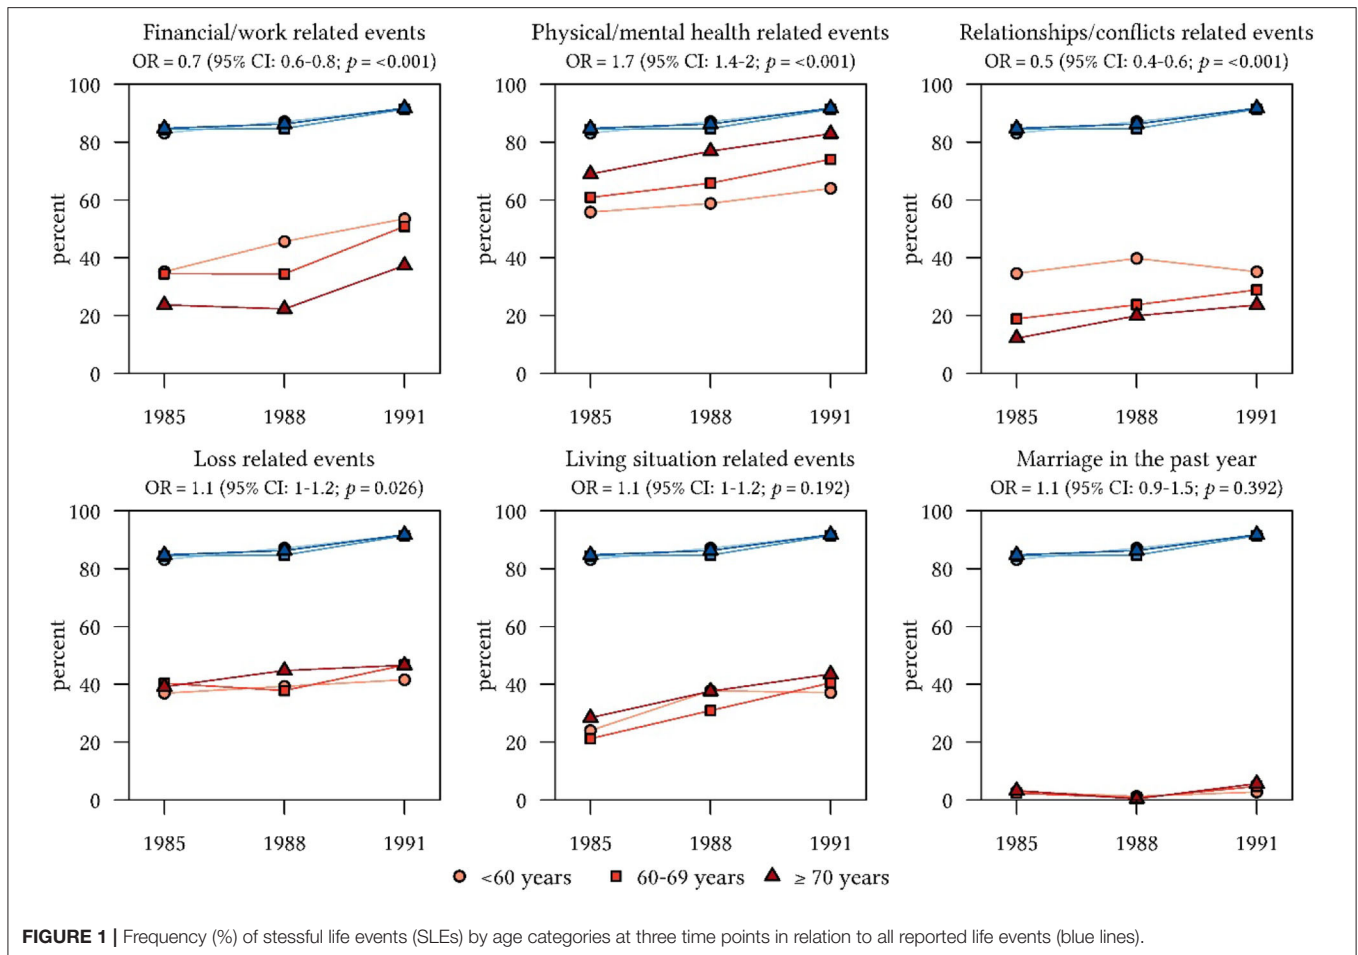 Financial/work related events
OR = 0.7 (95% CI: 0.6-0.8; p = <0.001)
100
80
60
40
20
0
percent
1985 1988 1991
Physical/mental health related events
OR = 1.7 (95% CI: 1.4-2; p = <0.001)
100
80
60
40
20
0
percent
1985 1988 1991
Relationships/conflicts related events
OR = 0.5 (95% CI: 0.4-0.6; p = <0.001)
100
80
60
40
20
0
percent
1985 1988 1991
Loss related events
OR = 1.1 (95% CI: 1-1.2; p = 0.026)
100
80
60
40
20
0
percent
1985 1988 1991
Living situation related events
OR = 1.1 (95% CI: 1-1.2; p = 0.192)
100
80
60
40
20
0
percent
1985 1988 1991
Marriage in the past year
OR = 1.1 (95% CI: 0.9-1.5; p = 0.392)
100
80
60
40
20
0
percent
1985 1988 1991
<60 years 60-69 years ≥ 70 years
FIGURE 1 | Frequency (%) of stessful life events (SLEs) by age categories at three time points in relation to all reported life events (blue lines).